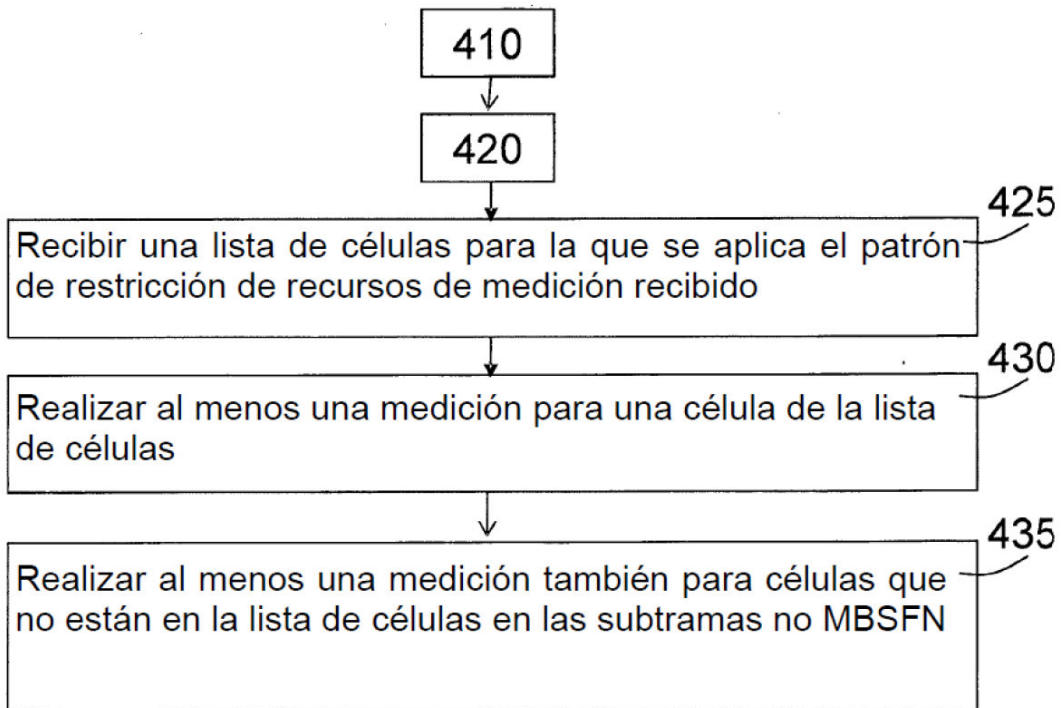 410
420
425
Recibir una lista de células para la que se aplica el patrón
de restricción de recursos de medición recibido
430
Realizar al menos una medición para una célula de la lista
de células
435
Realizar al menos una medición también para células que
no están en la lista de células en las subtramas no MBSFN